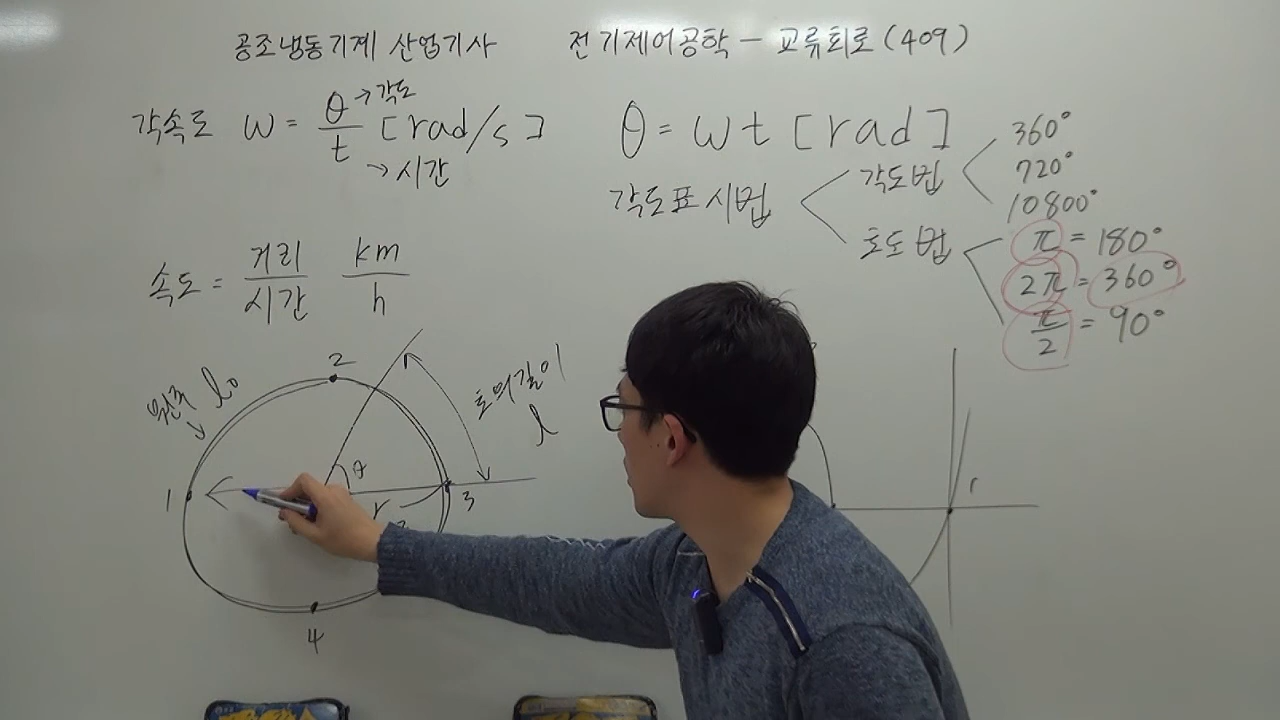 공조냉동기계 산업기사 전기제어공학 - 교류회로 (409)
각속도 ω = θ/t [rad/s]
→ 각도
→ 시간
θ = ωt [rad]
각도표시법
각도법
360°
720°
10800°
호도법
π = 180°
2π = 360°
π/2 = 90°
속도 = 거리/시간 km/h
원주 l₀
호의길이
l
θ
r
1
2
3
4